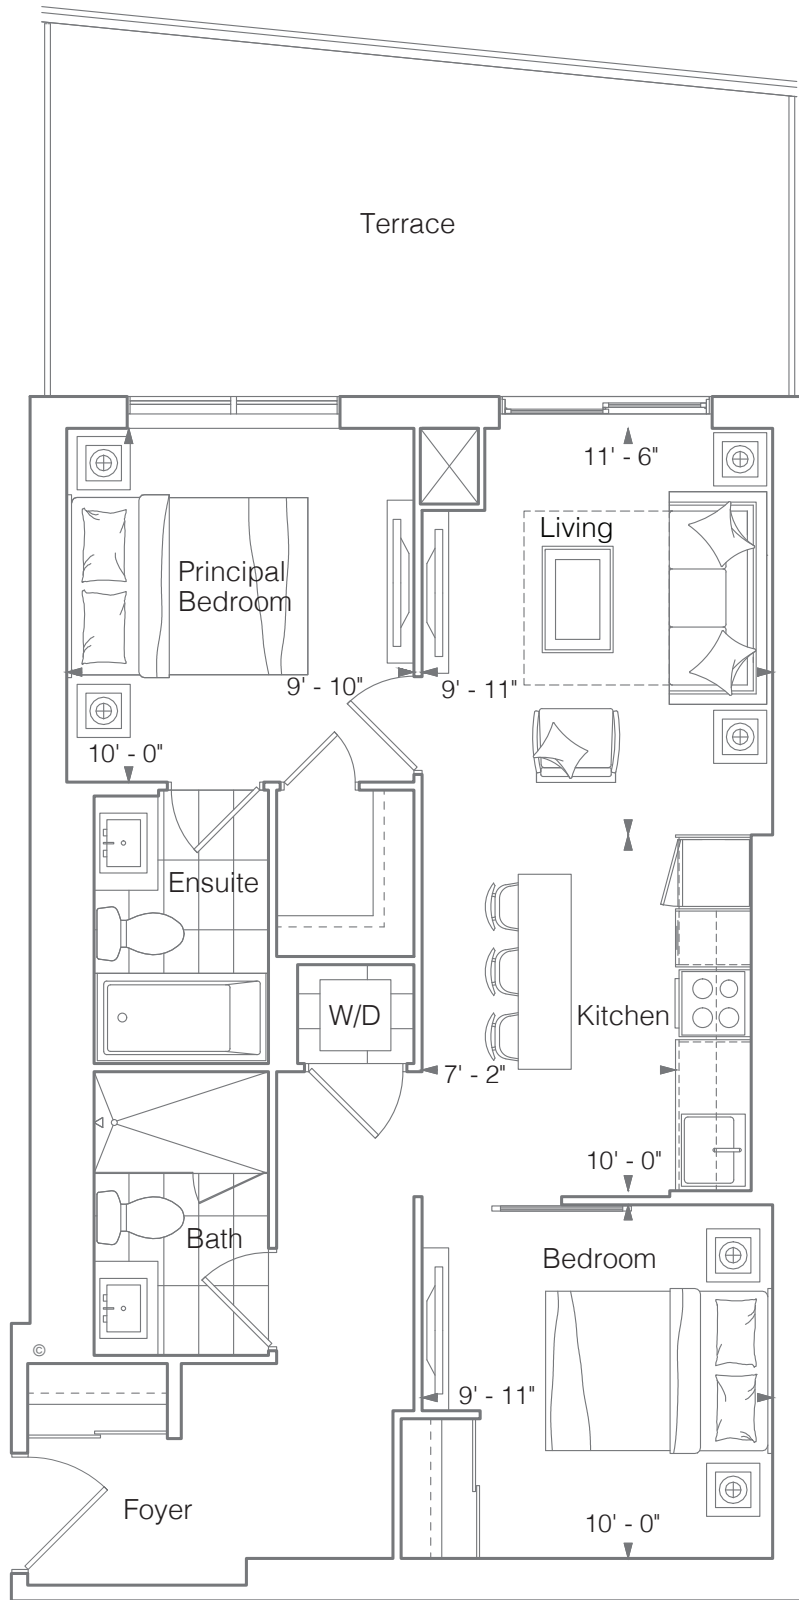 Terrace
11' - 6"
Living
Principal
Bedroom
9' - 10"
9' - 11"
10' - 0"
Ensuite
W/D
Kitchen
7' - 2"
10' - 0"
Bath
Bedroom
©
9' - 11"
Foyer
10' - 0"